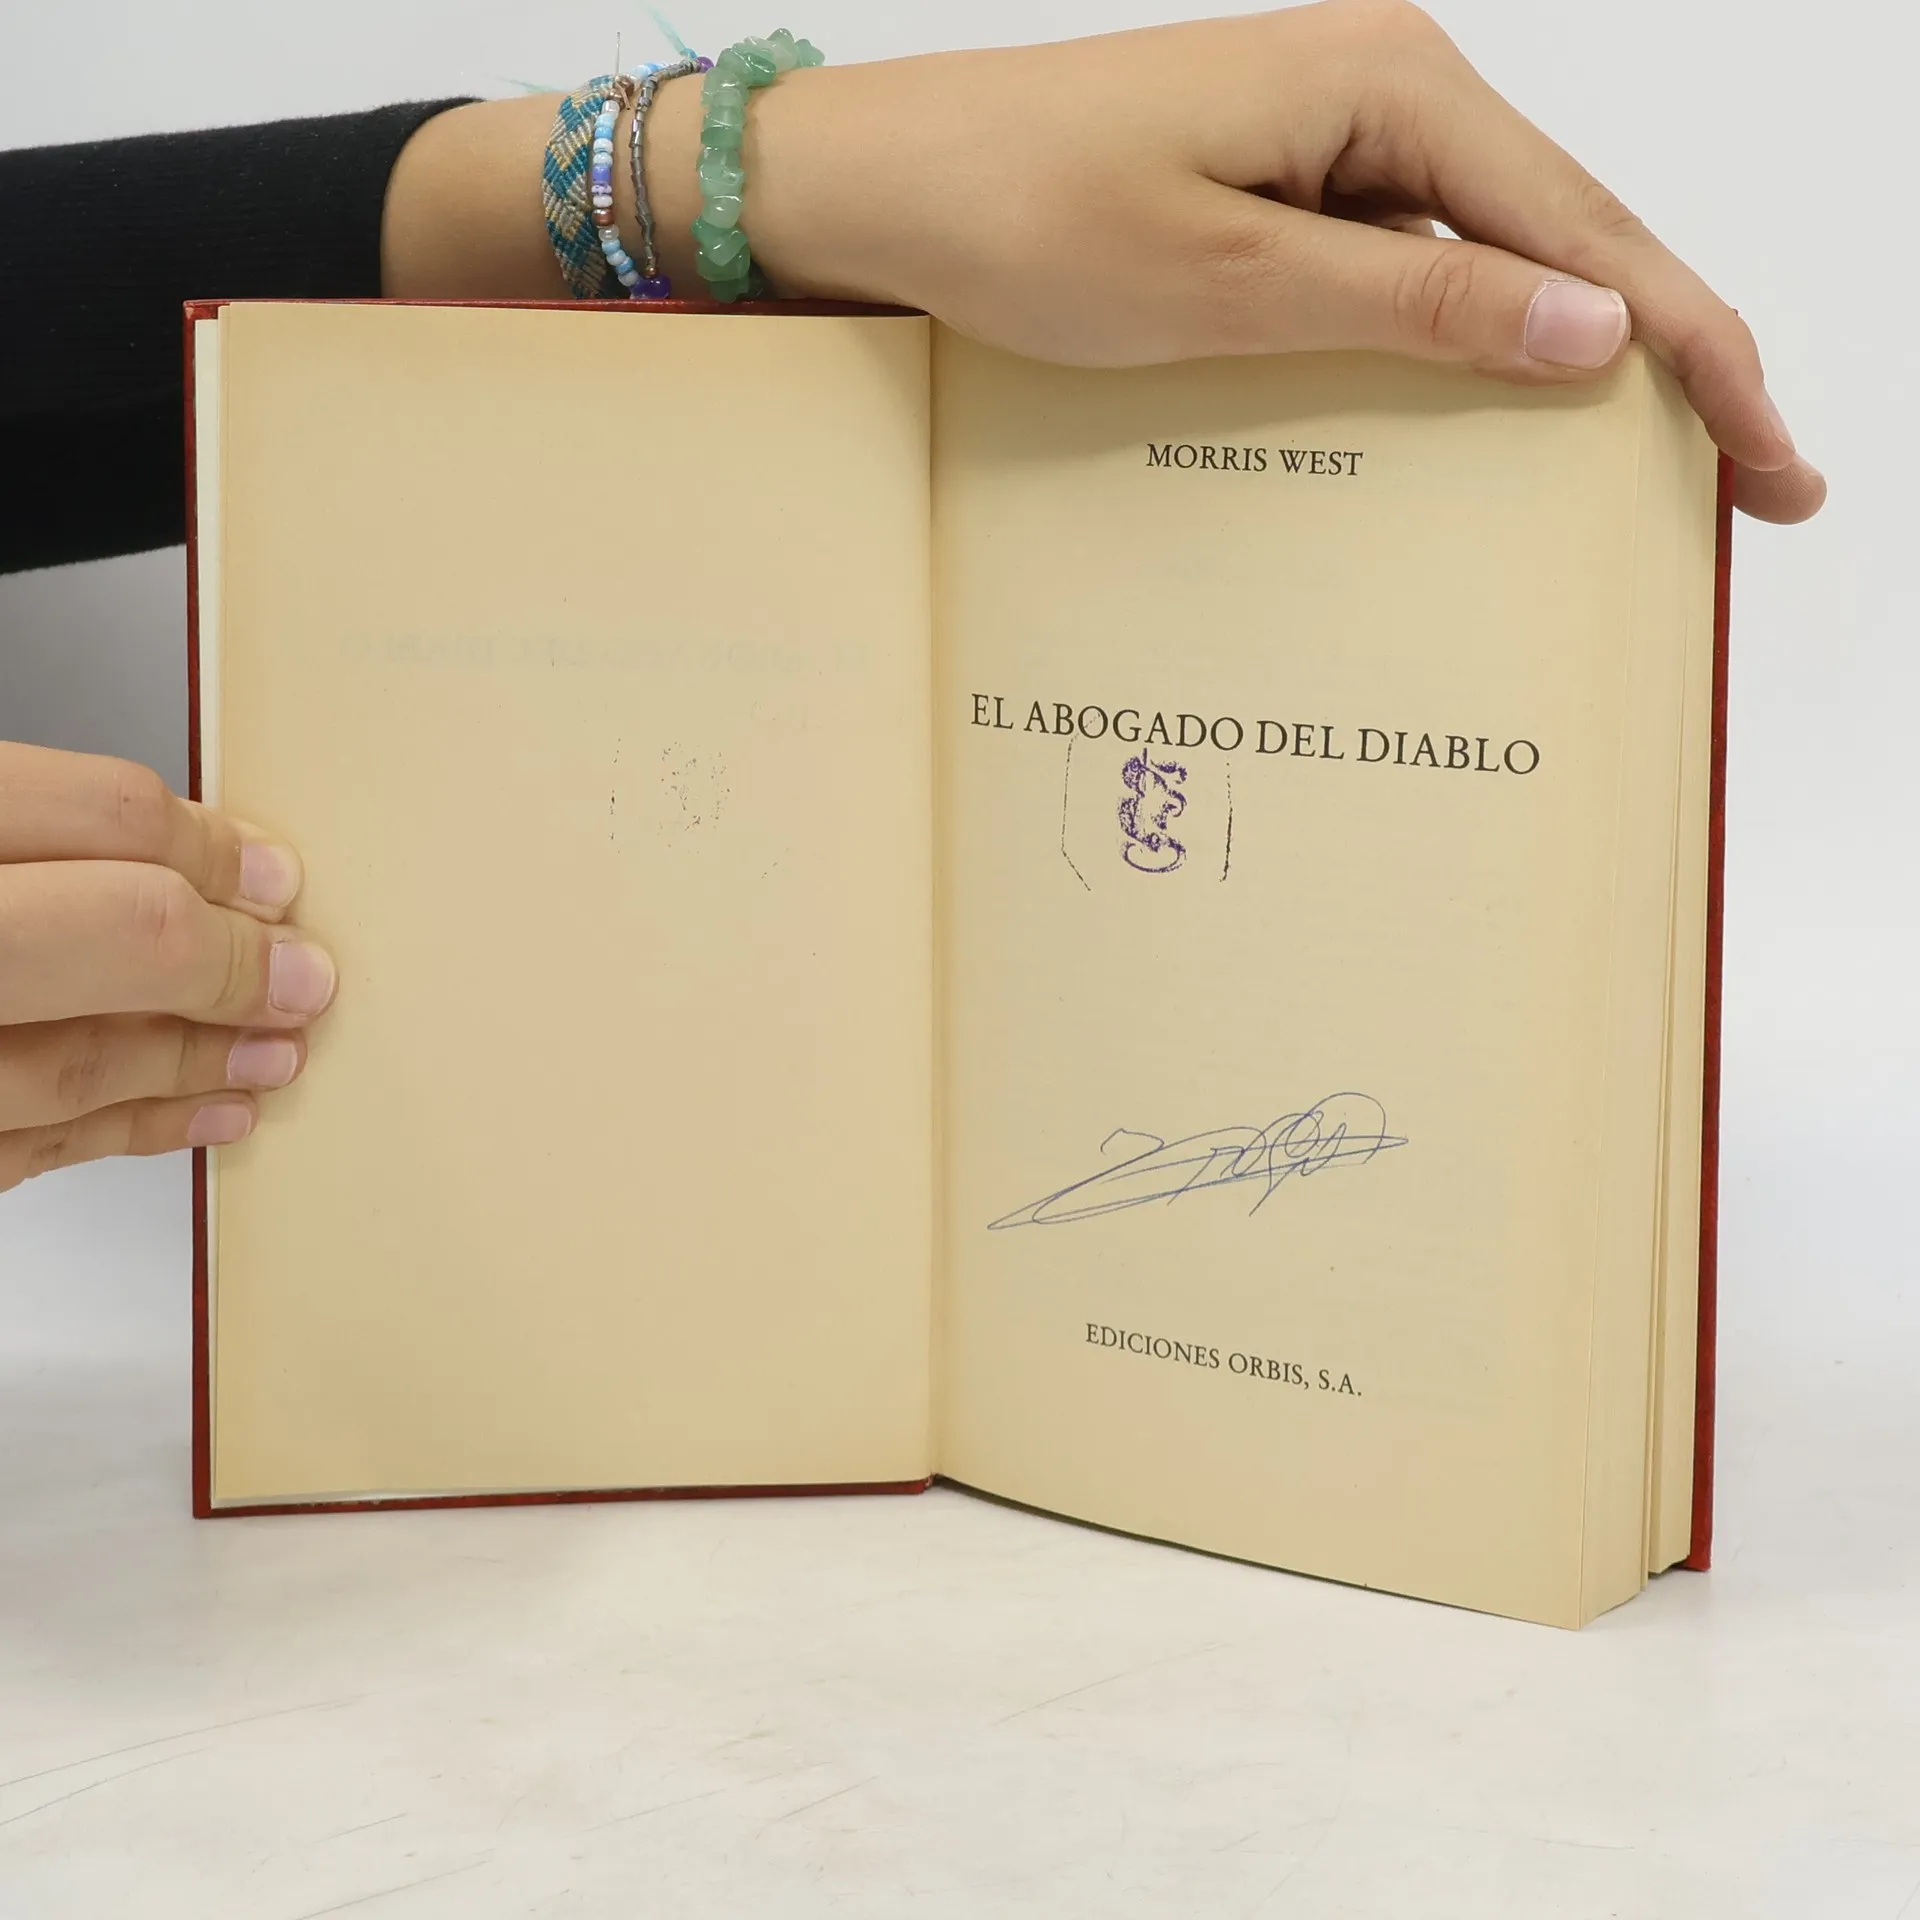 MORRIS WEST
EL ABOGADO DEL DIABLO
EDICIONES ORBIS, S.A.